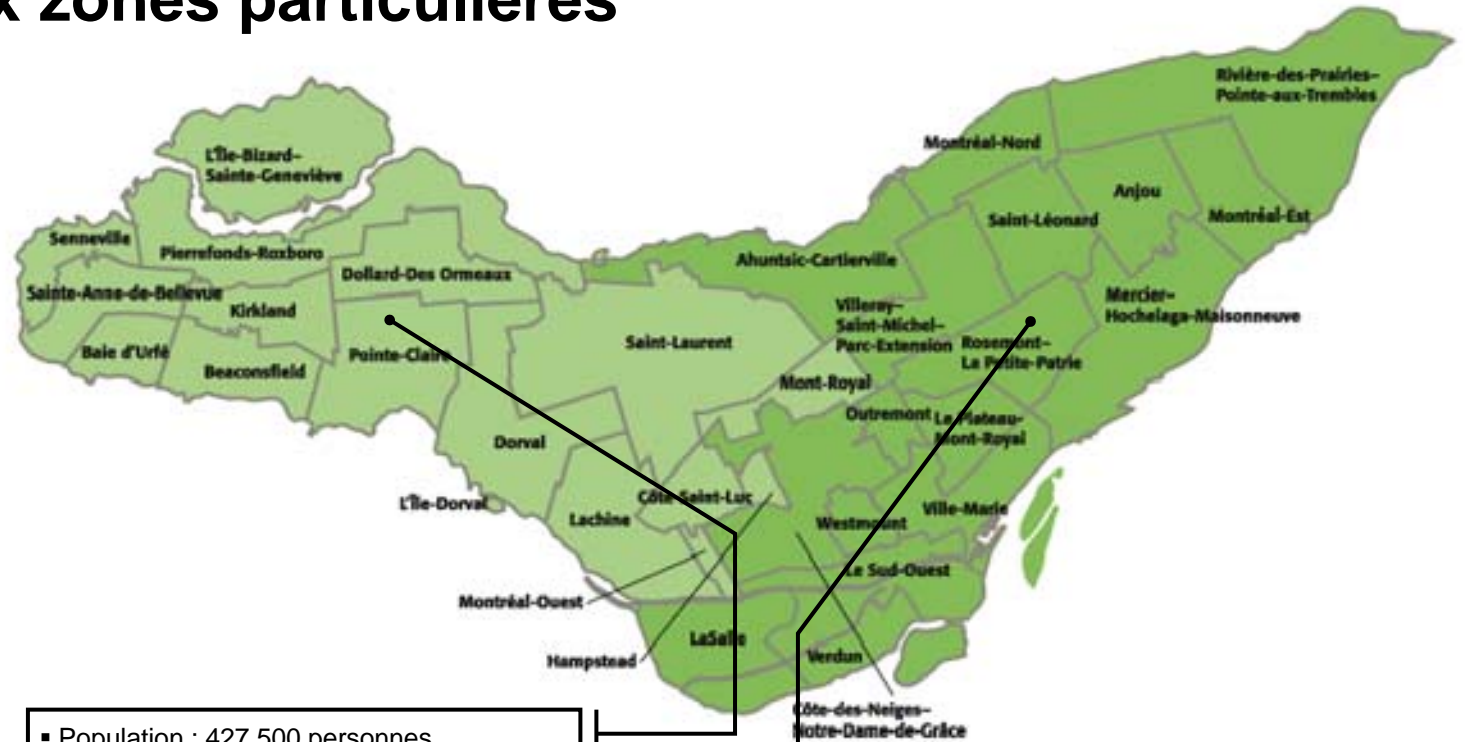 x zones particulières
Rivière-des-Prairies–
Pointe-aux-Trembles
Montréal-Nord
L'Île-Bizard–
Sainte-Geneviève
Anjou
Saint-Léonard
Montréal-Est
Senneville
Pierrefonds-Roxboro
Ahuntsic-Cartierville
Dollard-Des Ormeaux
Sainte-Anne-de-Bellevue
Kirkland
Mercier–
Hochelaga-Maisonneuve
Villeray–
Saint-Michel–
Parc-Extension
Rosemont–
La Petite-Patrie
Saint-Laurent
Baie d'Urfé
Pointe-Claire
Beaconsfield
Mont-Royal
Outremont
Le Plateau-
Mont-Royal
Dorval
L'Île-Dorval
Côte-Saint-Luc
Lachine
Westmount
Ville-Marie
Le Sud-Ouest
Montréal-Ouest
LaSalle
Hampstead
Verdun
Côte-des-Neiges–
Notre-Dame-de-Grâce
▪ Population : 427 500 personnes